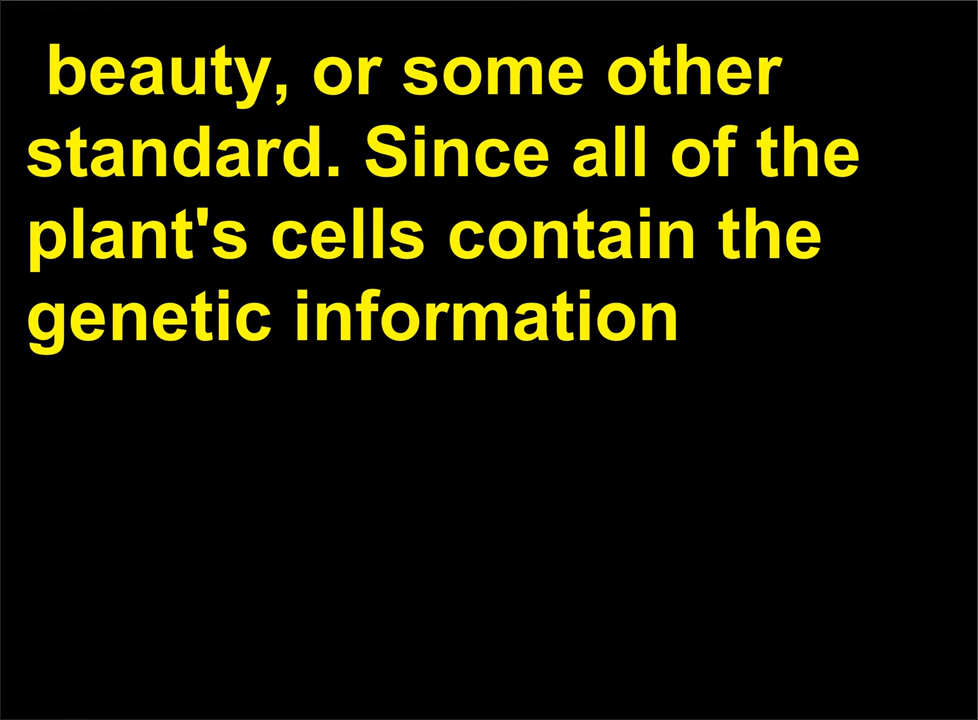 beauty, or some other
standard. Since all of the
plant's cells contain the
genetic information